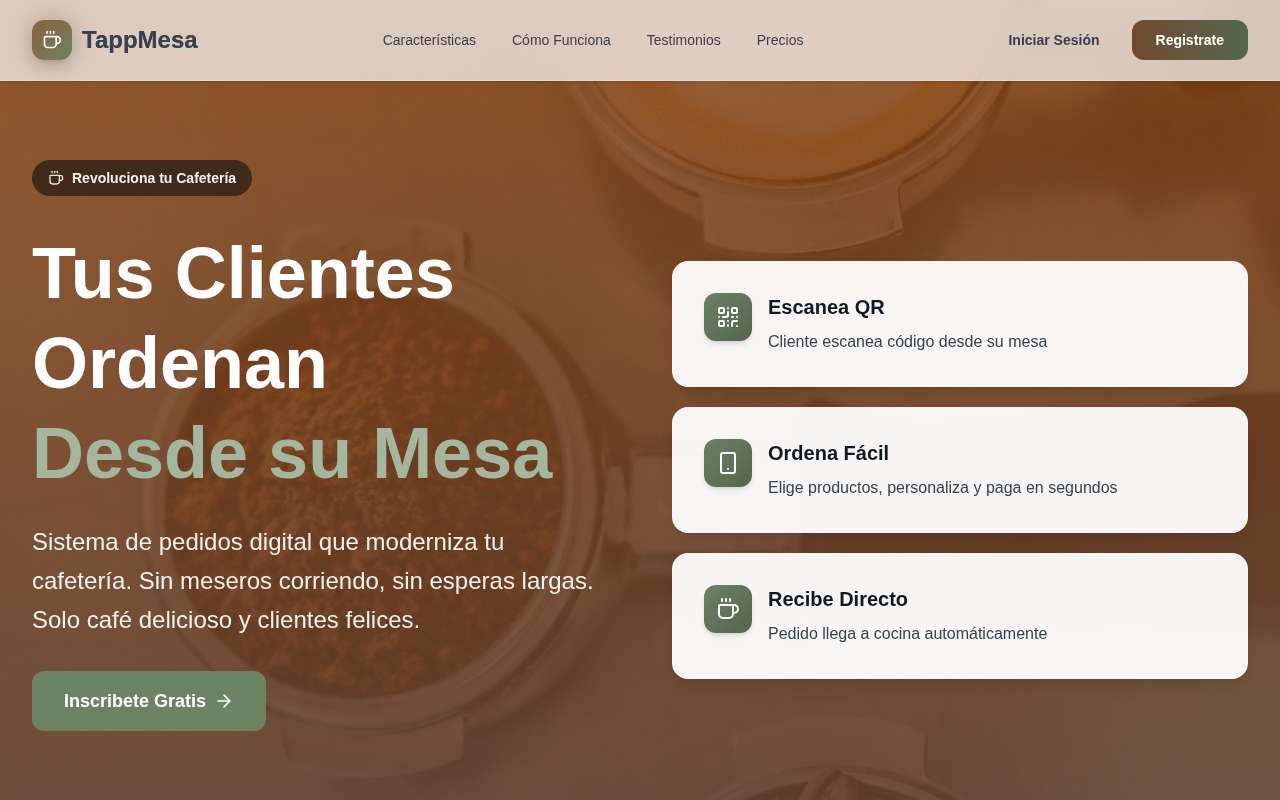 TappMesa
Características
Cómo Funciona
Testimonios
Precios
Iniciar Sesión
Registrate
Revoluciona tu Cafetería
Tus Clientes
Ordenan
Desde su Mesa
Sistema de pedidos digital que moderniza tu
cafetería. Sin meseros corriendo, sin esperas largas.
Solo café delicioso y clientes felices.
Inscribete Gratis
Escanea QR
Cliente escanea código desde su mesa
Ordena Fácil
Elige productos, personaliza y paga en segundos
Recibe Directo
Pedido llega a cocina automáticamente